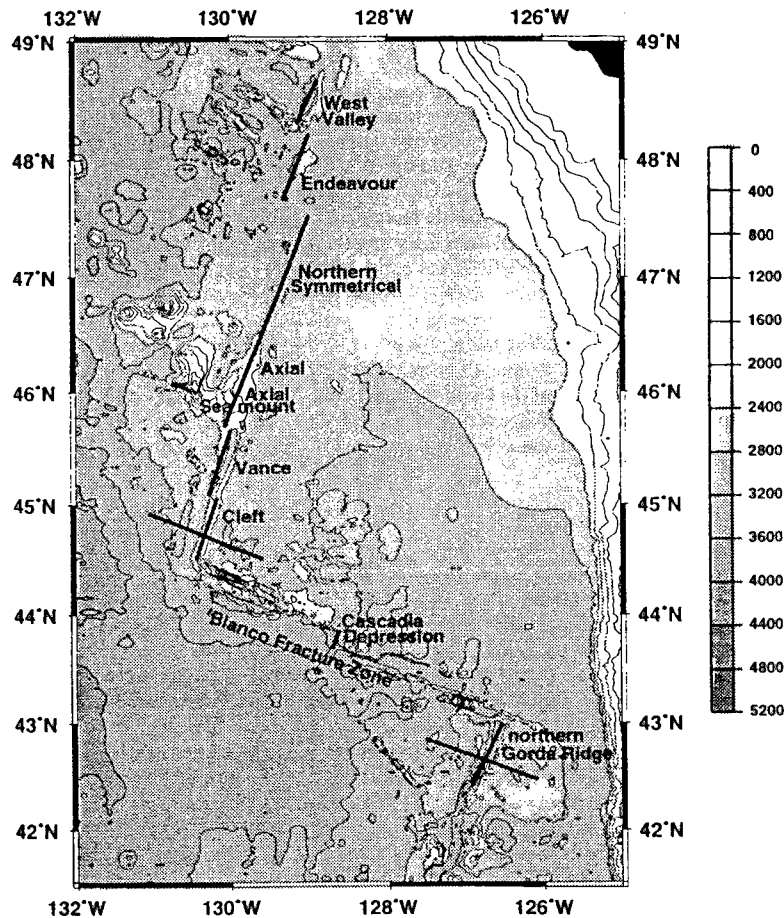 132°W 130°W 128°W 126°W
49°N 49°N
West
Valley
48°N 48°N
Endeavour
47°N 47°N
Northern
Symmetrical
46°N 46°N
Axial
Axial
Seamount
Vance
45°N 45°N
Cleft
44°N 44°N
Cascadia
Depression
Blanco Fracture Zone
43°N 43°N
northern
Gorda Ridge
42°N 42°N
132°W 130°W 128°W 126°W
0
400
800
1200
1600
2000
2400
2800
3200
3600
4000
4400
4800
5200